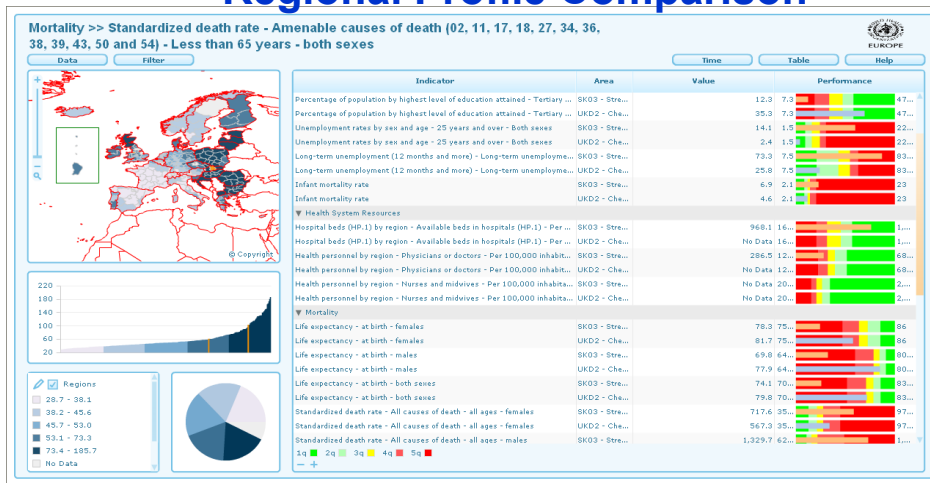 Regional Profile Comparison
Mortality >> Standardized death rate - Amenable causes of death (02, 11, 17, 18, 27, 34, 36,
38, 39, 43, 50 and 54) - Less than 65 years - both sexes
EUROPE
Data Filter Time Table Help
© Copyright
220
180
140
100
60
20
Regions
28.7 - 38.1
38.2 - 45.6
45.7 - 53.0
53.1 - 73.3
73.4 - 185.7
No Data
Indicator Area Value Performance
Percentage of population by highest level of education attained - Tertiary ... SK03 - Stre... 12.3 7.3 47...
Percentage of population by highest level of education attained - Tertiary ... UKD2 - Che... 35.3 7.3 47...
Unemployment rates by sex and age - 25 years and over - Both sexes SK03 - Stre... 14.1 1.5 22...
Unemployment rates by sex and age - 25 years and over - Both sexes UKD2 - Che... 2.4 1.5 22...
Long-term unemployment (12 months and more) - Long-term unemployme... SK03 - Stre... 73.3 7.5 83...
Long-term unemployment (12 months and more) - Long-term unemployme... UKD2 - Che... 25.8 7.5 83...
Infant mortality rate SK03 - Stre... 6.9 2.1 23
Infant mortality rate UKD2 - Che... 4.6 2.1 23
▼ Health System Resources
Hospital beds (HP.1) by region - Available beds in hospitals (HP.1) - Per ... SK03 - Stre... 968.1 16... 1,...
Hospital beds (HP.1) by region - Available beds in hospitals (HP.1) - Per ... UKD2 - Che... No Data 16... 1,...
Health personnel by region - Physicians or doctors - Per 100,000 inhabit... SK03 - Stre... 286.5 12... 68...
Health personnel by region - Physicians or doctors - Per 100,000 inhabit... UKD2 - Che... No Data 12... 68...
Health personnel by region - Nurses and midwives - Per 100,000 inhabita... SK03 - Stre... No Data 20... 2,...
Health personnel by region - Nurses and midwives - Per 100,000 inhabita... UKD2 - Che... No Data 20... 2,...
▼ Mortality
Life expectancy - at birth - females SK03 - Stre... 78.3 75... 86
Life expectancy - at birth - females UKD2 - Che... 81.7 75... 86
Life expectancy - at birth - males SK03 - Stre... 69.8 64... 80...
Life expectancy - at birth - males UKD2 - Che... 77.9 64... 80...
Life expectancy - at birth - both sexes SK03 - Stre... 74.1 70... 83...
Life expectancy - at birth - both sexes UKD2 - Che... 79.8 70... 83...
Standardized death rate - All causes of death - all ages - females SK03 - Stre... 717.6 35... 97...
Standardized death rate - All causes of death - all ages - females UKD2 - Che... 567.3 35... 97...
Standardized death rate - All causes of death - all ages - males SK03 - Stre... 1,329.7 62... 1,...
1q 2q 3q 4q 5q